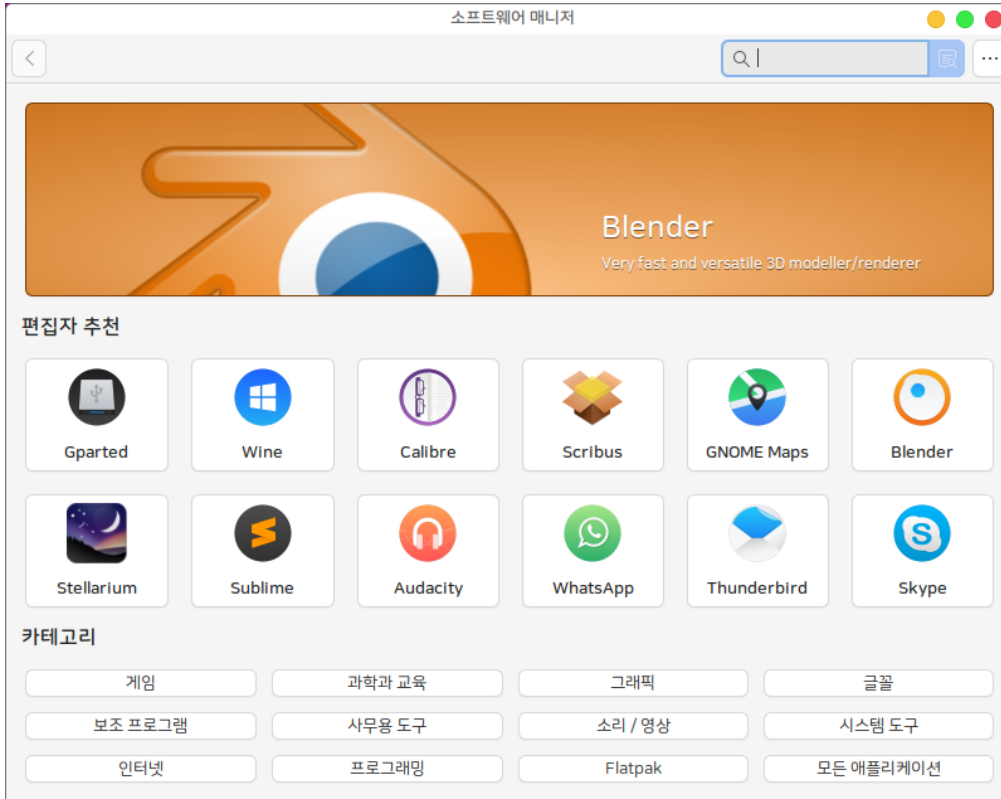 소프트웨어 매니저
Blender
Very fast and versatile 3D modeller/renderer
편집자 추천
Gparted Wine Calibre Scribus GNOME Maps Blender
Stellarium Sublime Audacity WhatsApp Thunderbird Skype
카테고리
게임 과학과 교육 그래픽 글꼴
보조 프로그램 사무용 도구 소리 / 영상 시스템 도구
인터넷 프로그래밍 Flatpak 모든 애플리케이션